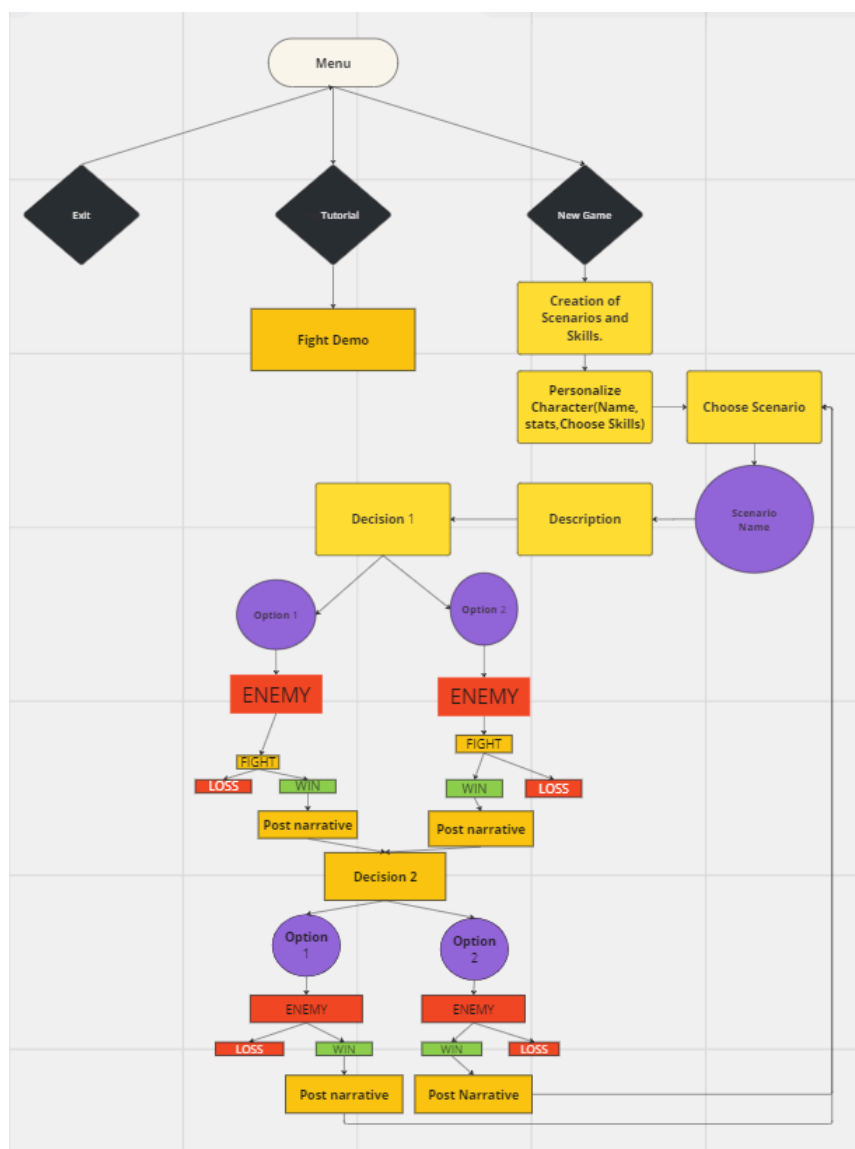 Menu
Exit
Tutorial
New Game
Creation of
Scenarios and
Skills.
Fight Demo
Personalize
Character(Name,
stats,Choose Skills)
Choose Scenario
Scenario
Name
Description
Decision 1
Option 1
Option 2
ENEMY
ENEMY
FIGHT
FIGHT
LOSS
WIN
WIN
LOSS
Post narrative
Post narrative
Decision 2
Option
1
Option
2
ENEMY
ENEMY
LOSS
WIN
WIN
LOSS
Post narrative
Post Narrative